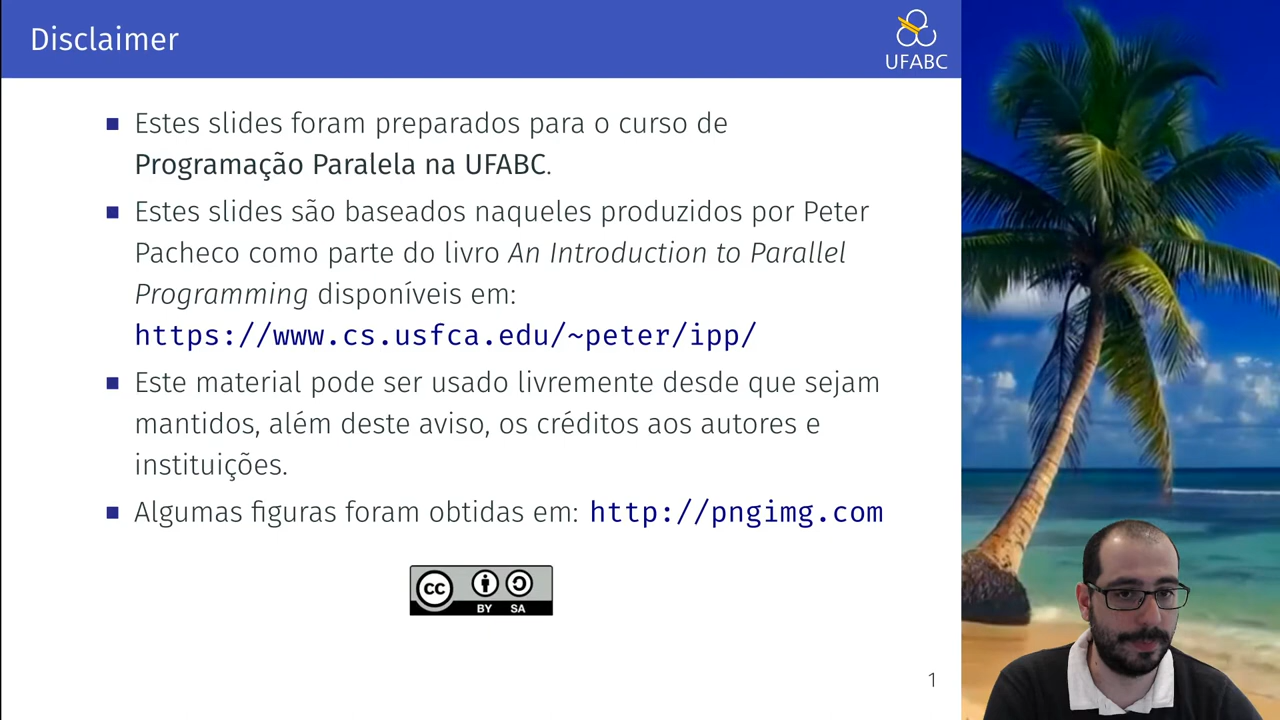 Disclaimer
UFABC
Estes slides foram preparados para o curso de
Programação Paralela na UFABC.
Estes slides são baseados naqueles produzidos por Peter
Pacheco como parte do livro An Introduction to Parallel
Programming disponíveis em:
https://www.cs.usfca.edu/~peter/ipp/
Este material pode ser usado livremente desde que sejam
mantidos, além deste aviso, os créditos aos autores e
instituições.
Algumas figuras foram obtidas em: http://pngimg.com
cc
BY SA
1